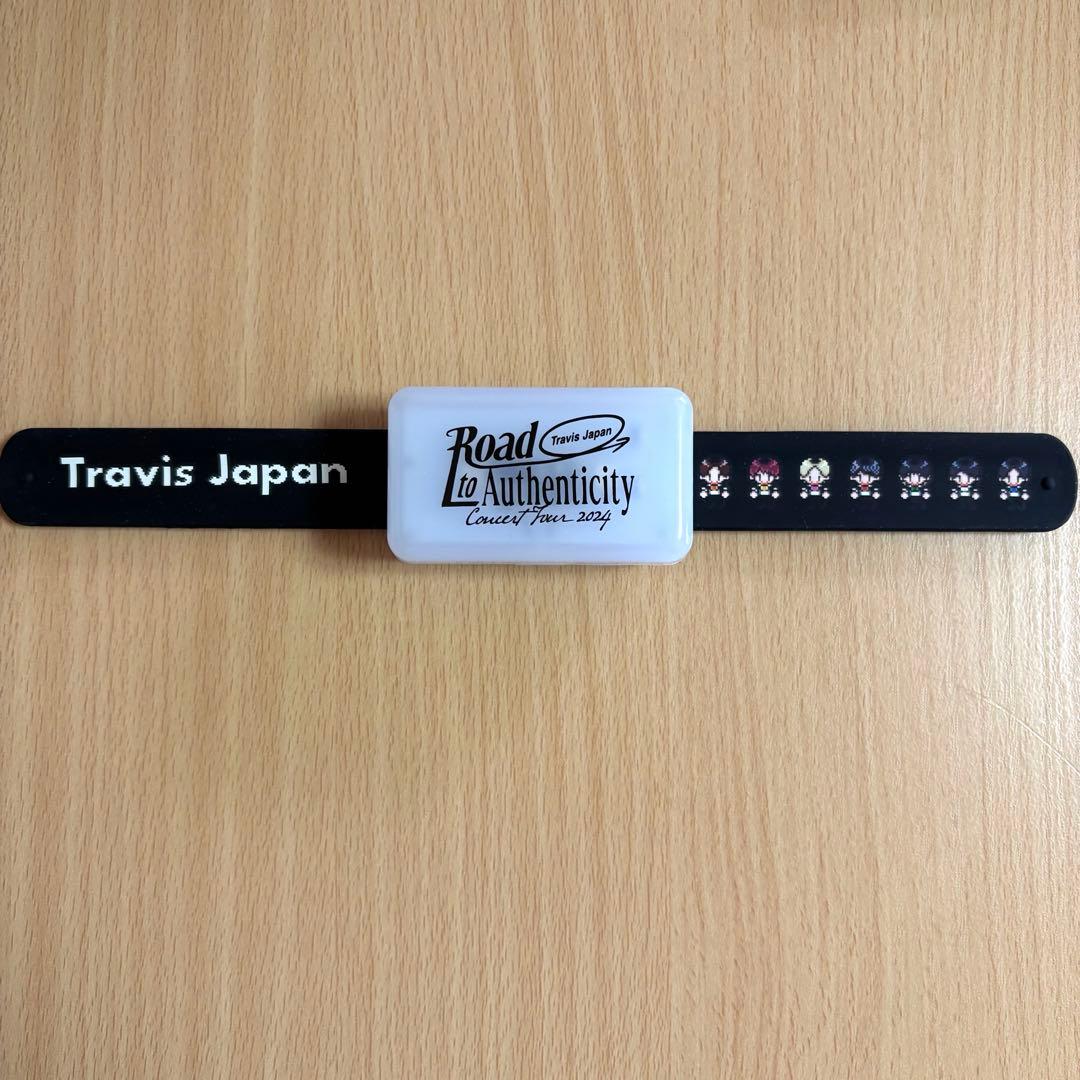 Travis Japan
Road Travis Japan
to Authenticity
Concert Tour 2024